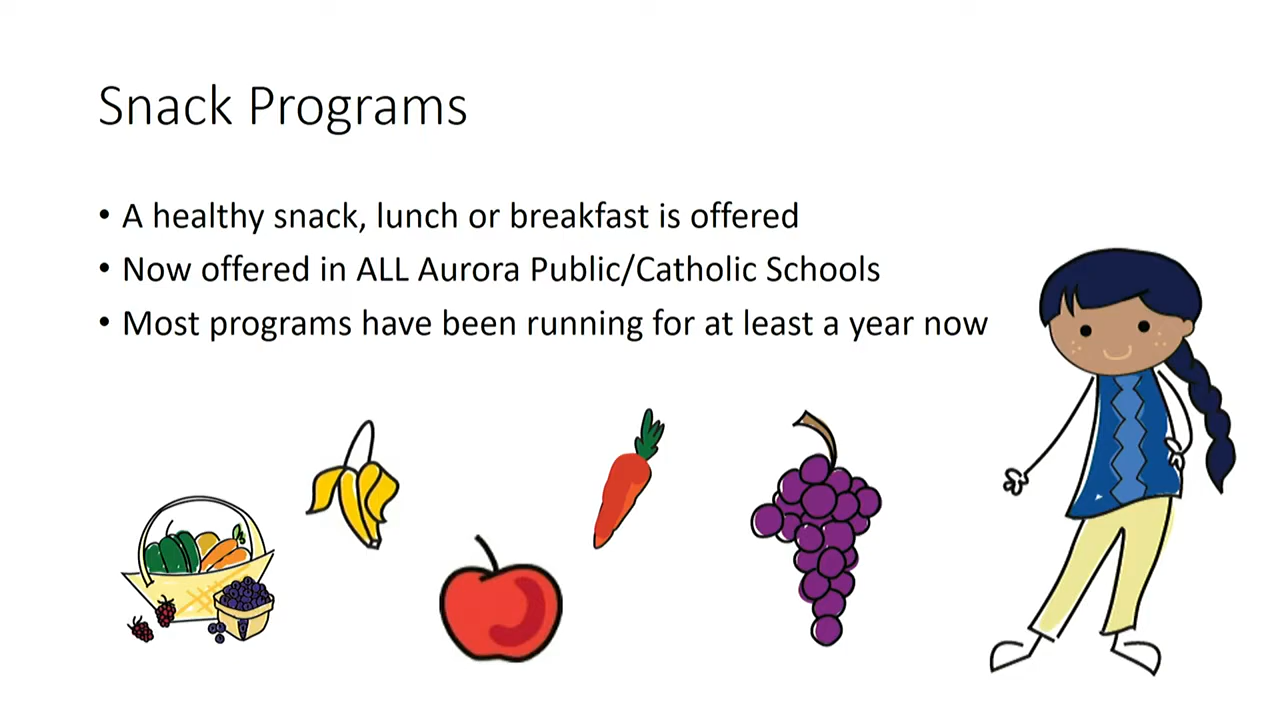 Snack Programs
• A healthy snack, lunch or breakfast is offered
• Now offered in ALL Aurora Public/Catholic Schools
• Most programs have been running for at least a year now